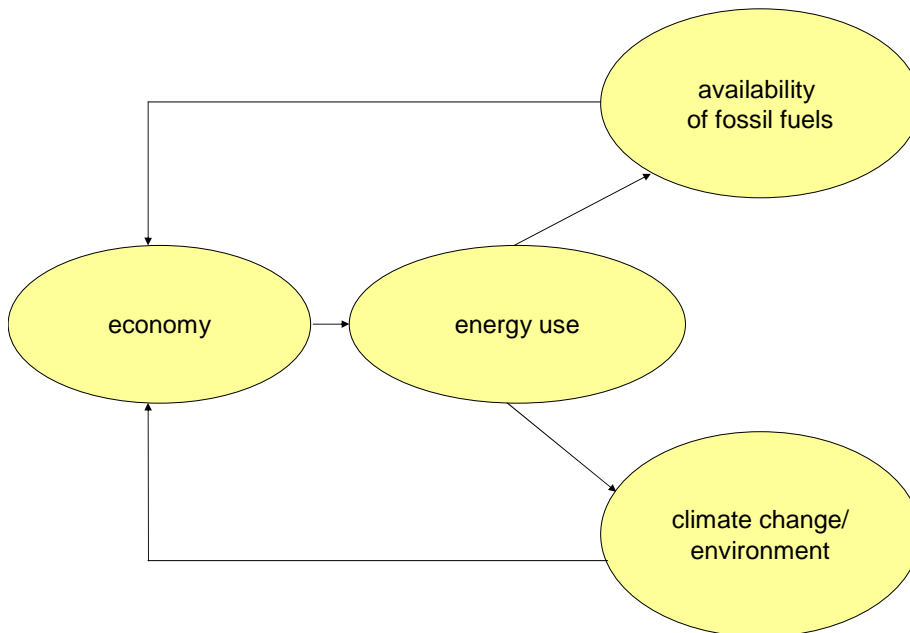 availability
of fossil fuels
economy
energy use
climate change/
environment